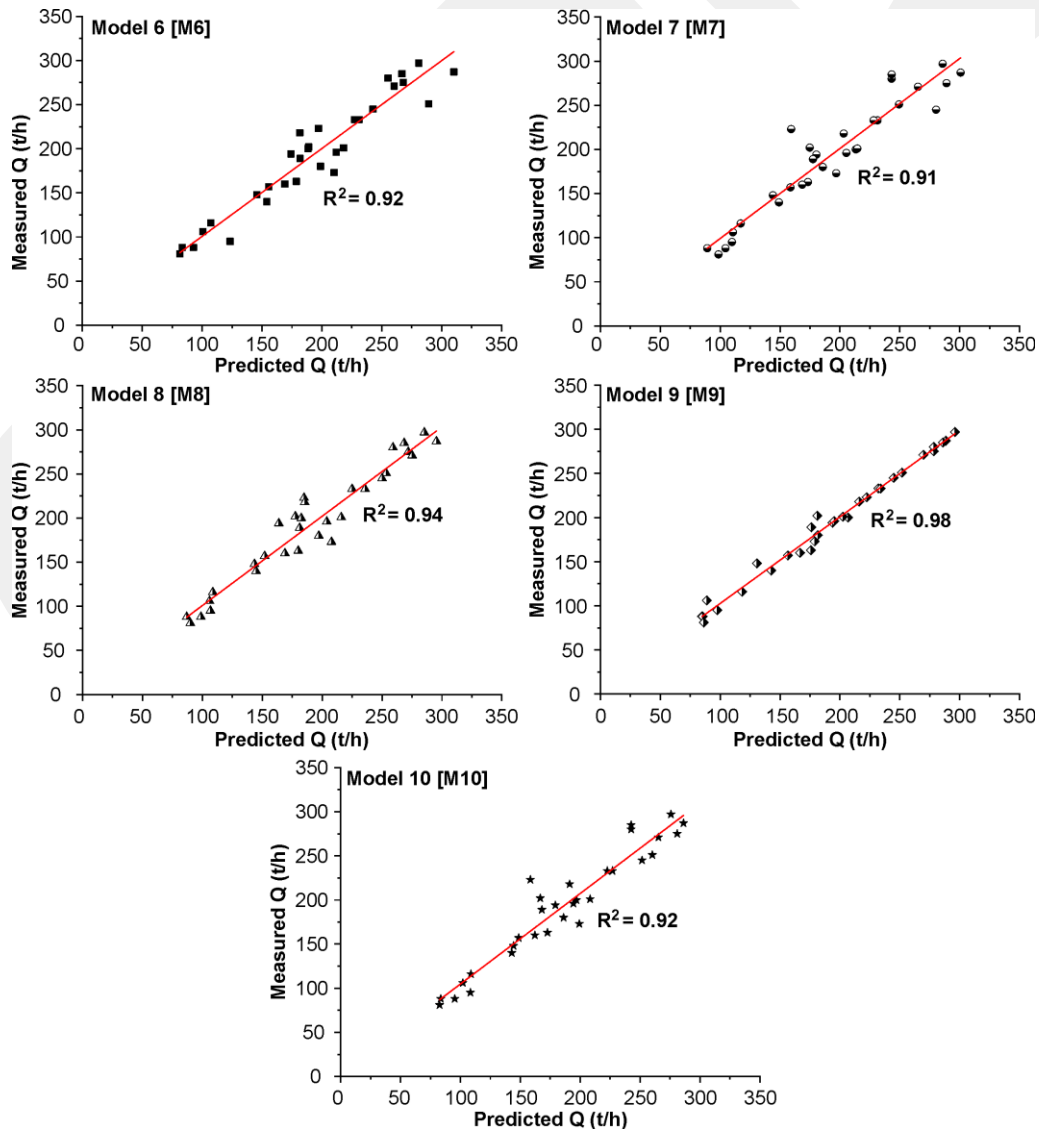 Model 6 [M6]
350
300
250
200
150
100
50
0
Measured Q (t/h)
R² = 0.92
0 50 100 150 200 250 300 350
Predicted Q (t/h)
Model 7 [M7]
350
300
250
200
150
100
50
0
Measured Q (t/h)
R² = 0.91
0 50 100 150 200 250 300 350
Predicted Q (t/h)
Model 8 [M8]
350
300
250
200
150
100
50
0
Measured Q (t/h)
R² = 0.94
0 50 100 150 200 250 300 350
Predicted Q (t/h)
Model 9 [M9]
350
300
250
200
150
100
50
0
Measured Q (t/h)
R² = 0.98
0 50 100 150 200 250 300 350
Predicted Q (t/h)
Model 10 [M10]
350
300
250
200
150
100
50
0
Measured Q (t/h)
R² = 0.92
0 50 100 150 200 250 300 350
Predicted Q (t/h)